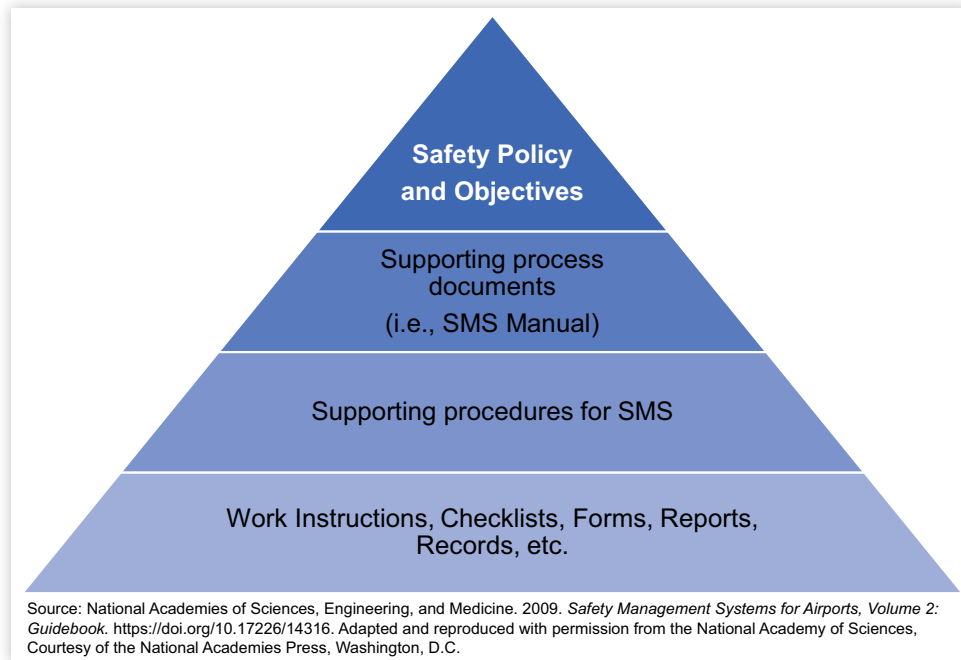 Safety Policy
and Objectives
Supporting process
documents
(i.e., SMS Manual)
Supporting procedures for SMS
Work Instructions, Checklists, Forms, Reports,
Records, etc.
Source: National Academies of Sciences, Engineering, and Medicine. 2009. Safety Management Systems for Airports, Volume 2:
Guidebook. https://doi.org/10.17226/14316. Adapted and reproduced with permission from the National Academy of Sciences,
Courtesy of the National Academies Press, Washington, D.C.